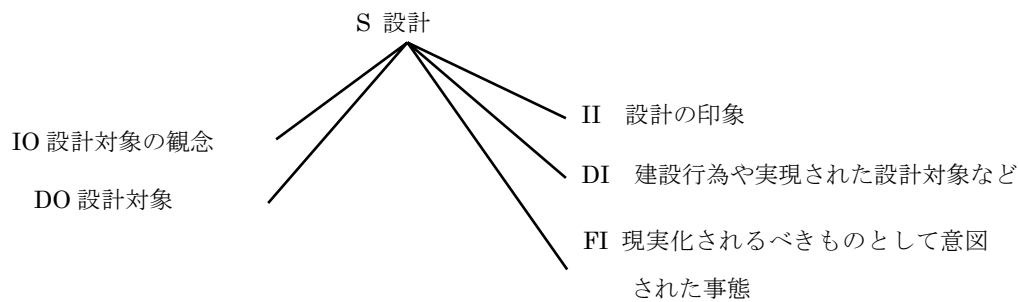 S 設計
IO 設計対象の観念
DO 設計対象
II 設計の印象
DI 建設行為や実現された設計対象など
FI 現実化されるべきものとして意図
された事態